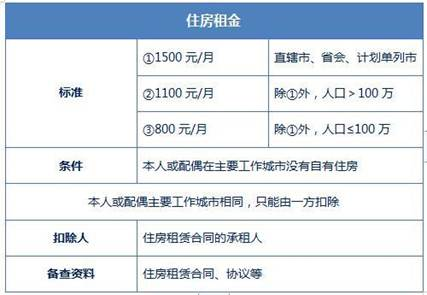 住房租金
标准
①1500 元/月
直辖市、省会、计划单列市
②1100 元/月
除①外，人口＞100 万
③800 元/月
除①外，人口≤100 万
条件
本人或配偶在主要工作城市没有自有住房
本人或配偶主要工作城市相同，只能由一方扣除
扣除人
住房租赁合同的承租人
备查资料
住房租赁合同、协议等